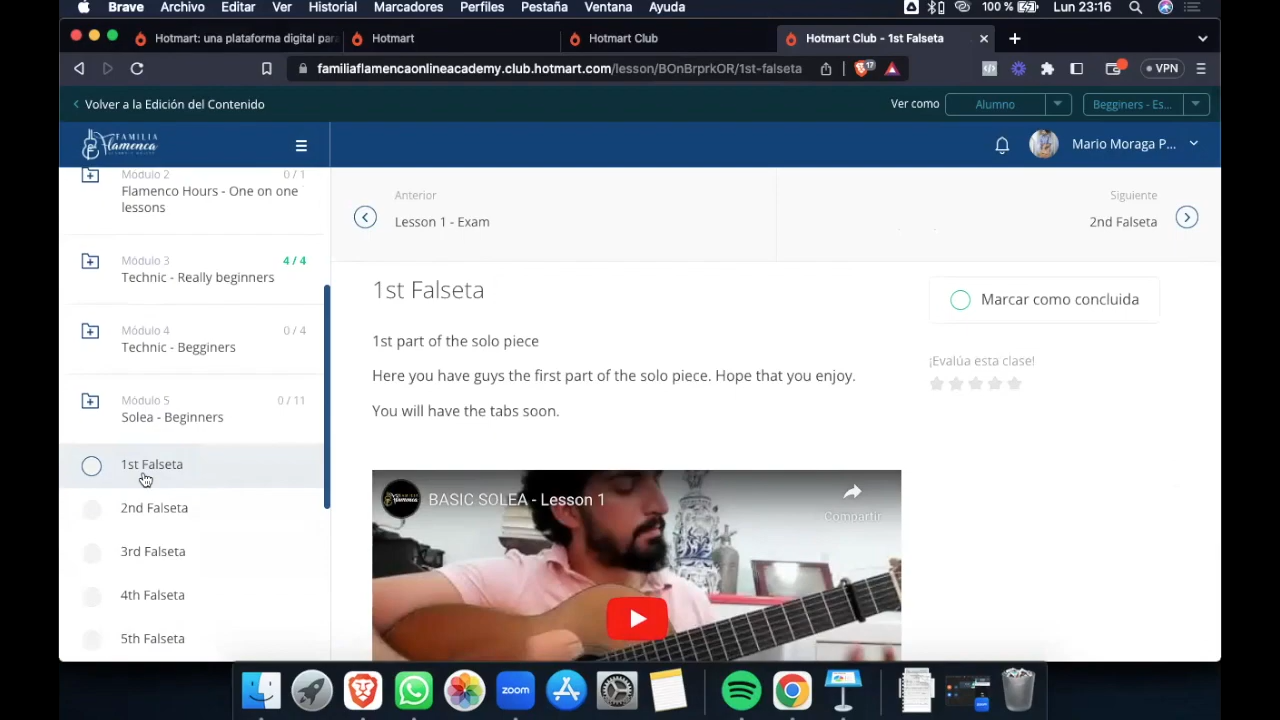 Brave Archivo Editar Ver Historial Marcadores Perfiles Pestaña Ventana Ayuda 100 % Lun 23:16
Hotmart: una plataforma digital para
Hotmart
Hotmart Club
Hotmart Club - 1st Falseta
familiaflamencaonlineacademy.club.hotmart.com/lesson/BOnBrprkOR/1st-falseta
17
VPN
Volver a la Edición del Contenido
Ver como
Alumno
Begginers - Es...
FAMILIA
Flamenca
Mario Moraga P...
Módulo 2 0 / 1
Flamenco Hours - One on one
lessons
Módulo 3 4 / 4
Technic - Really beginners
Módulo 4 0 / 4
Technic - Begginers
Módulo 5 0 / 11
Solea - Beginners
1st Falseta
2nd Falseta
3rd Falseta
4th Falseta
5th Falseta
Anterior
Lesson 1 - Exam
Siguiente
2nd Falseta
1st Falseta
1st part of the solo piece
Here you have guys the first part of the solo piece. Hope that you enjoy.
You will have the tabs soon.
Marcar como concluida
¡Evalúa esta clase!
BASIC SOLEA - Lesson 1
Compartir
zoom